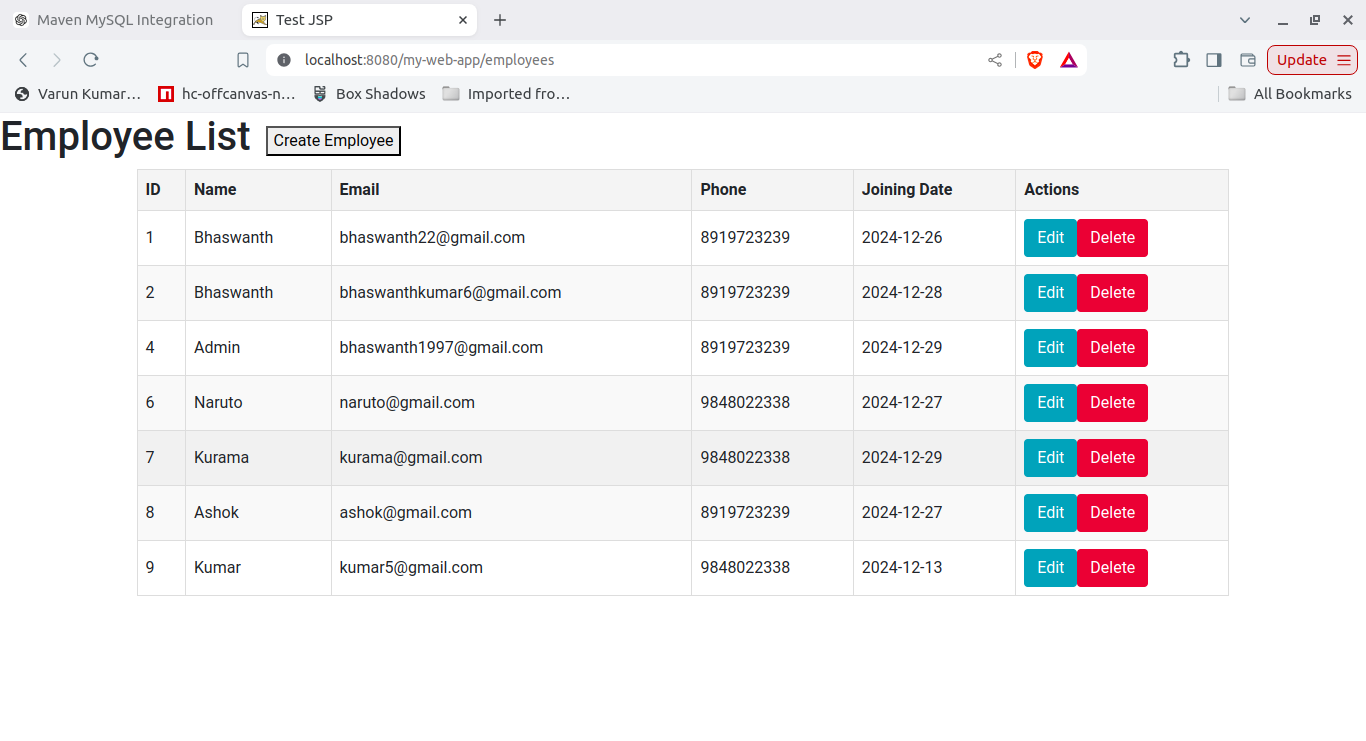 Maven MySQL Integration Test JSP
localhost:8080/my-web-app/employees Update
Varun Kumar... hc-offcanvas-n... Box Shadows Imported fro... All Bookmarks
Employee List Create Employee
ID Name Email Phone Joining Date Actions
1 Bhaswanth bhaswanth22@gmail.com 8919723239 2024-12-26 Edit Delete
2 Bhaswanth bhaswanthkumar6@gmail.com 8919723239 2024-12-28 Edit Delete
4 Admin bhaswanth1997@gmail.com 8919723239 2024-12-29 Edit Delete
6 Naruto naruto@gmail.com 9848022338 2024-12-27 Edit Delete
7 Kurama kurama@gmail.com 9848022338 2024-12-29 Edit Delete
8 Ashok ashok@gmail.com 8919723239 2024-12-27 Edit Delete
9 Kumar kumar5@gmail.com 9848022338 2024-12-13 Edit Delete